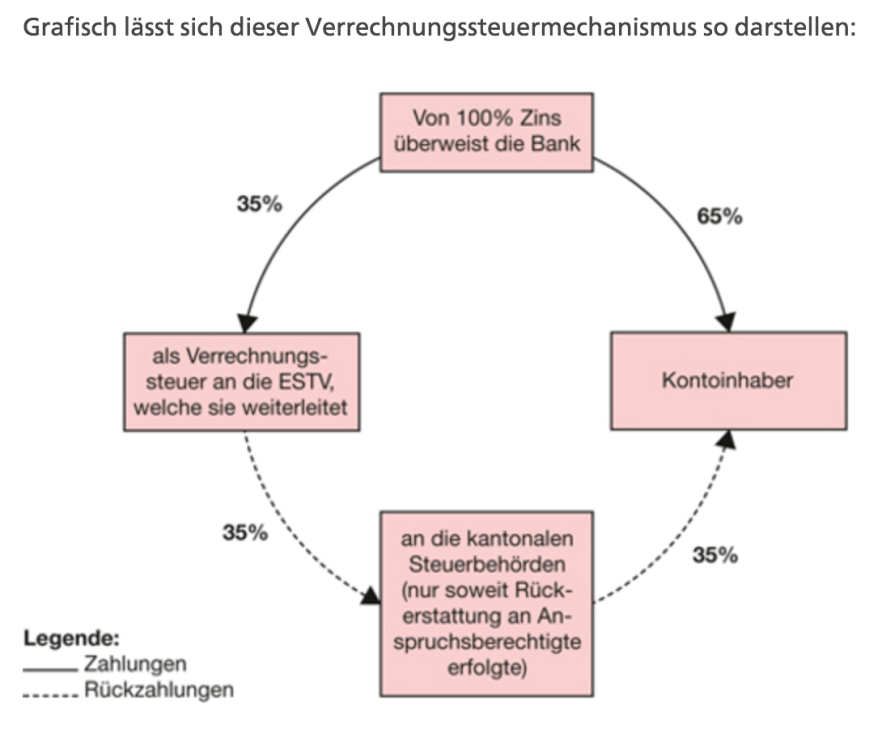 Grafisch lässt sich dieser Verrechnungssteuermechanismus so darstellen:
Von 100% Zins
überweist die Bank
35%
65%
als Verrechnungs-
steuer an die ESTV,
welche sie weiterleitet
Kontoinhaber
35%
an die kantonalen
Steuerbehörden
(nur soweit Rück-
erstattung an An-
spruchsberechtigte
erfolgte)
35%
Legende:
Zahlungen
Rückzahlungen